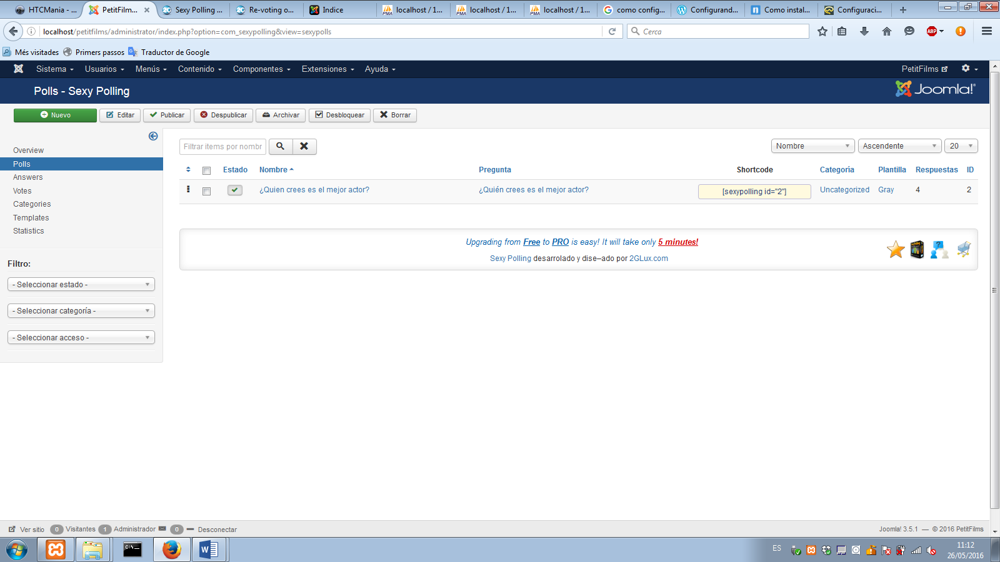 HTCMania - ...
PetitFilm...
Sexy Polling ...
Re-voting o...
Indice
localhost / 1...
localhost / 1...
localhost / 1...
como config...
Configurand...
Como instal...
Configuraci...
localhost/petitfilms/administrator/index.php?option=com_sexypolling&view=sexypolls
Cerca
ABP
Més visitades
Primers passos
Traductor de Google
Sistema
Usuarios
Menús
Contenido
Componentes
Extensiones
Ayuda
PetitFilms
Polls - Sexy Polling
Joomla!
Nuevo
Editar
Publicar
Despublicar
Archivar
Desbloquear
Borrar
Overview
Polls
Answers
Votes
Categories
Templates
Statistics
Filtro:
- Seleccionar estado -
- Seleccionar categoría -
- Seleccionar acceso -
Filtrar items por nombr
Nombre
Ascendente
20
Estado
Nombre
Pregunta
Shortcode
Categoría
Plantilla
Respuestas
ID
¿Quien crees es el mejor actor?
¿Quién crees es el mejor actor?
[sexypolling id="2"]
Uncategorized
Gray
4
2
Upgrading from Free to PRO is easy! It will take only 5 minutes!
Sexy Polling desarrolado y dise–ado por 2GLux.com
Ver sitio
0 Visitantes
1 Administrador
0
Desconectar
Joomla! 3.5.1 — © 2016 PetitFilms
ES
11:12
26/05/2016